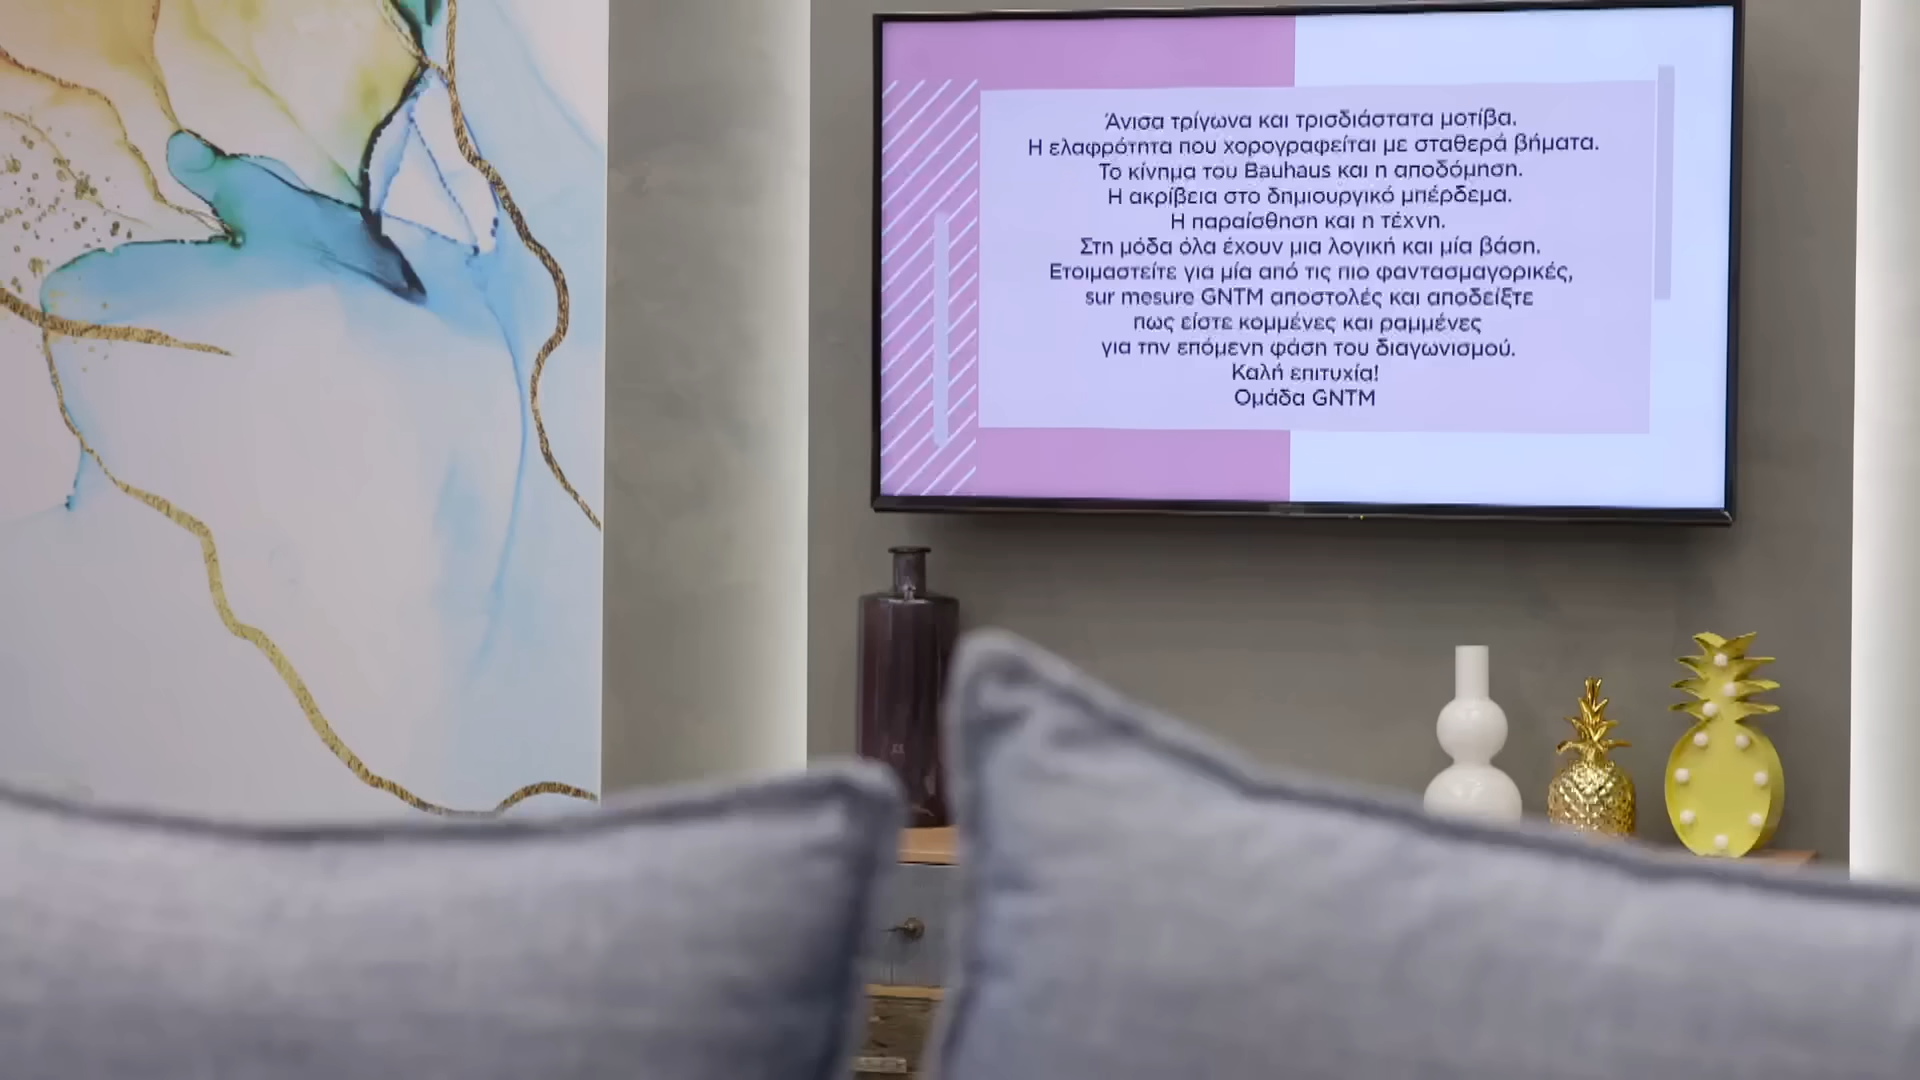 Άνισα τρίγωνα και τρισδιάστατα μοτίβα.
Η ελαφρότητα που χορογραφείται με σταθερά βήματα.
Το κίνημα του Bauhaus και η αποδόμηση.
Η ακρίβεια στο δημιουργικό μπέρδεμα.
Η παραίσθηση και η τέχνη.
Στη μόδα όλα έχουν μια λογική και μία βάση.
Ετοιμαστείτε για μία από τις πιο φαντασμαγορικές,
sur mesure GNTM αποστολές και αποδείξτε
πως είστε κομμένες και ραμμένες
για την επόμενη φάση του διαγωνισμού.
Καλή επιτυχία!
Ομάδα GNTM